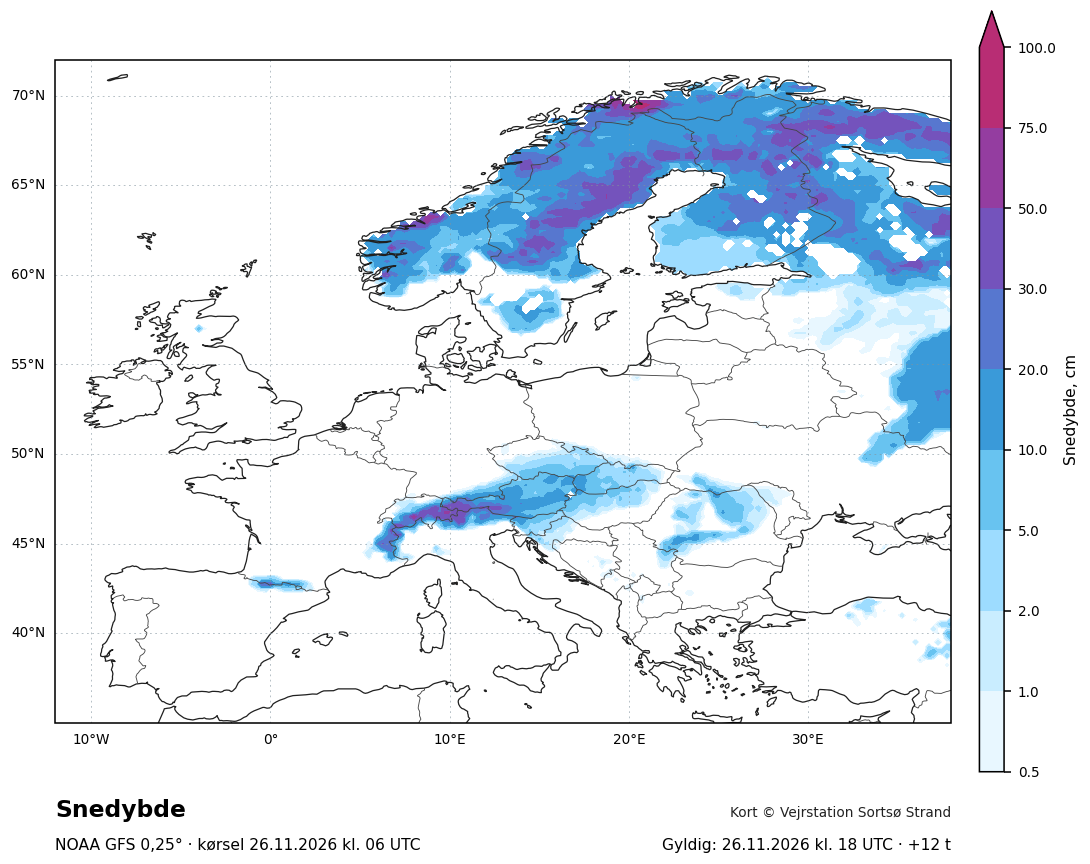 70°N
65°N
60°N
55°N
50°N
45°N
40°N
10°W
0°
10°E
20°E
30°E
100.0
75.0
50.0
30.0
20.0
10.0
5.0
2.0
1.0
0.5
Snedybde, cm
Snedybde
Kort © Vejrstation Sortsø Strand
NOAA GFS 0,25° · kørsel 26.11.2026 kl. 06 UTC
Gyldig: 26.11.2026 kl. 18 UTC · +12 t